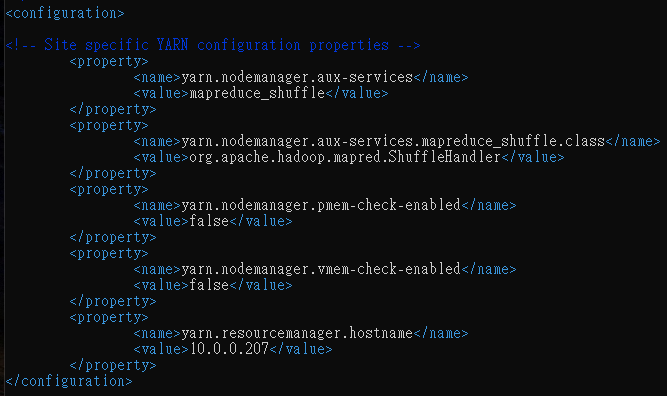 <configuration>
<!-- Site specific YARN configuration properties -->
<property>
<name>yarn.nodemanager.aux-services</name>
<value>mapreduce_shuffle</value>
</property>
<property>
<name>yarn.nodemanager.aux-services.mapreduce_shuffle.class</name>
<value>org.apache.hadoop.mapred.ShuffleHandler</value>
</property>
<property>
<name>yarn.nodemanager.pmem-check-enabled</name>
<value>false</value>
</property>
<property>
<name>yarn.nodemanager.vmem-check-enabled</name>
<value>false</value>
</property>
<property>
<name>yarn.resourcemanager.hostname</name>
<value>10.0.0.207</value>
</property>
</configuration>